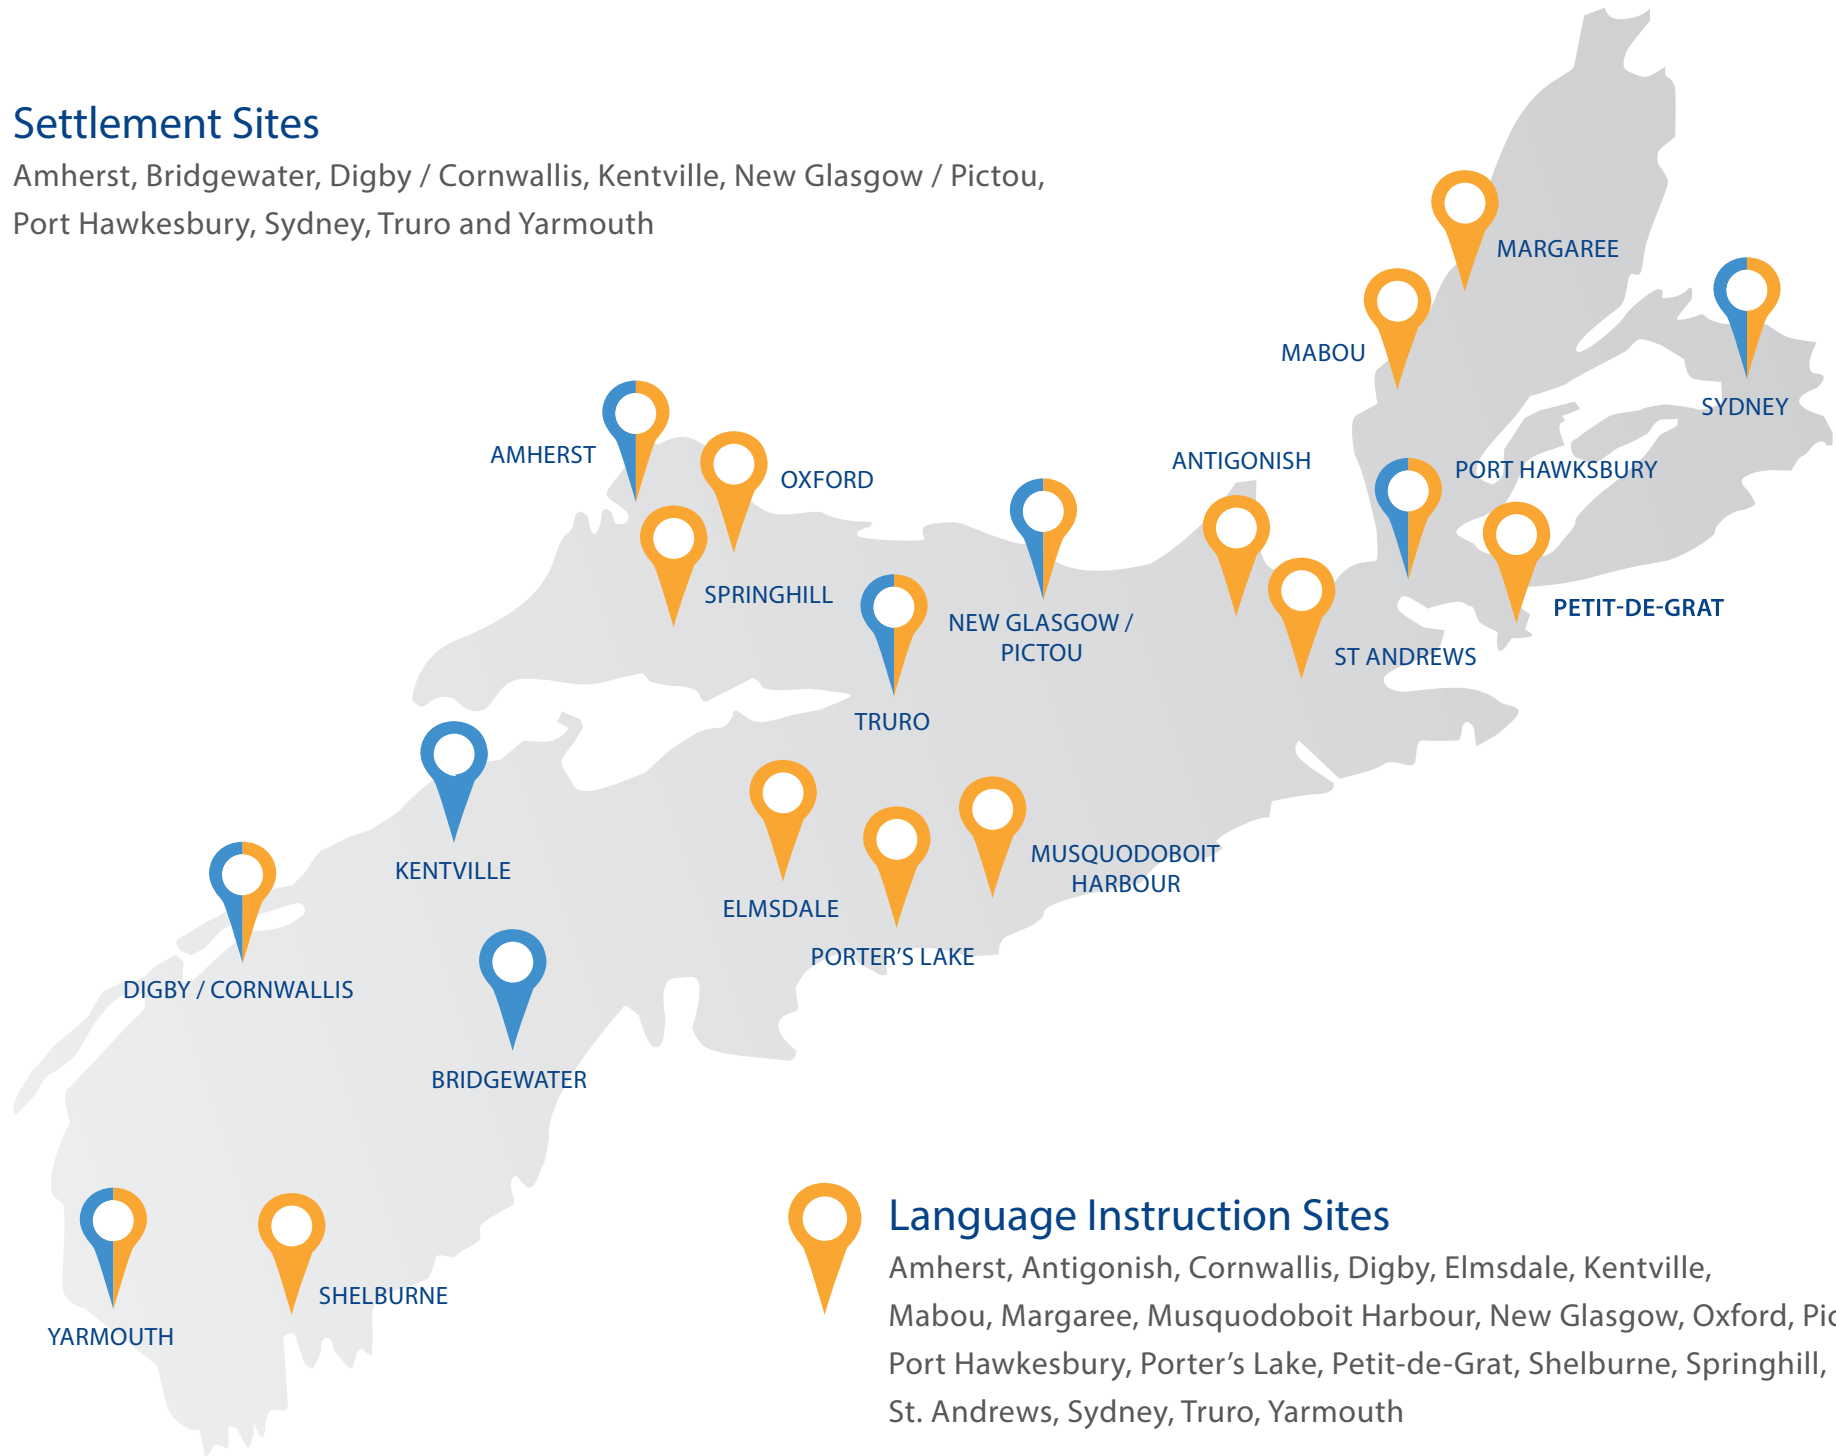 Settlement Sites
Amherst, Bridgewater, Digby / Cornwallis, Kentville, New Glasgow / Pictou,
Port Hawkesbury, Sydney, Truro and Yarmouth
MARGAREE
MABOU
SYDNEY
AMHERST
OXFORD
ANTIGONISH
PORT HAWKSBURY
SPRINGHILL
NEW GLASGOW /
PICTOU
PETIT-DE-GRAT
ST ANDREWS
TRURO
KENTVILLE
MUSQUODOBOIT
HARBOUR
ELMSDALE
PORTER'S LAKE
DIGBY / CORNWALLIS
BRIDGEWATER
SHELBURNE
YARMOUTH
Language Instruction Sites
Amherst, Antigonish, Cornwallis, Digby, Elmsdale, Kentville,
Mabou, Margaree, Musquodoboit Harbour, New Glasgow, Oxford,
Port Hawkesbury, Porter's Lake, Petit-de-Grat, Shelburne, Springhill,
St. Andrews, Sydney, Truro, Yarmouth